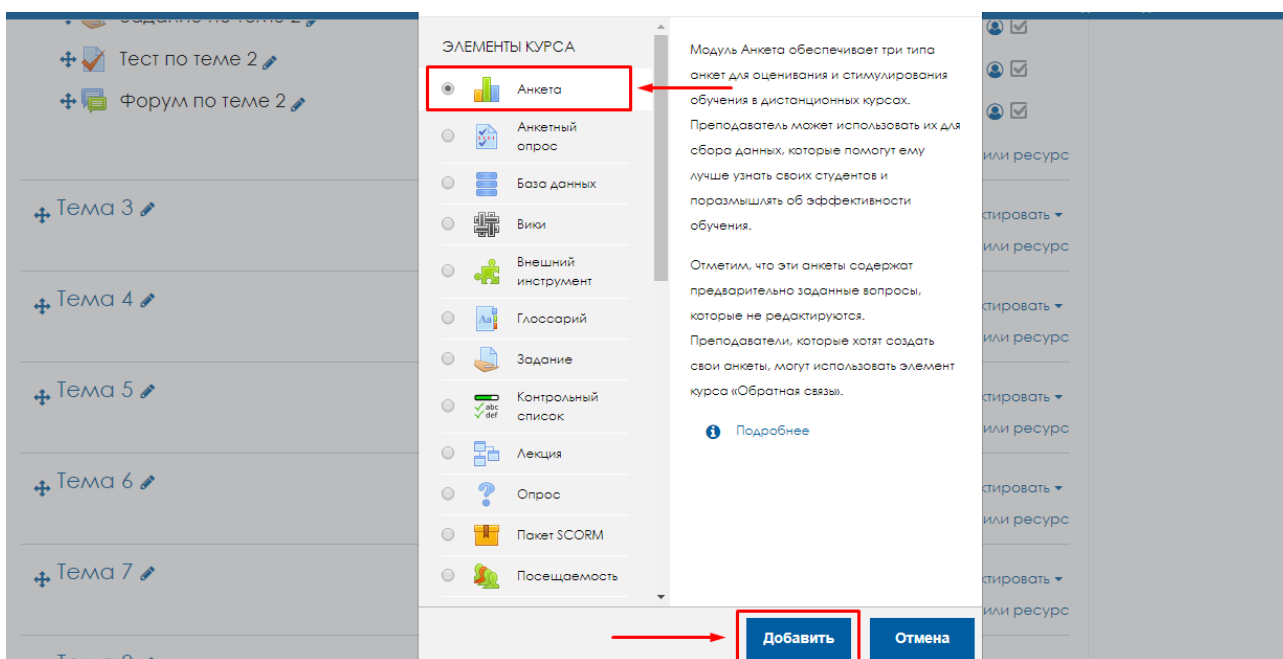 Тест по теме 2
Форум по теме 2
Тема 3
Тема 4
Тема 5
Тема 6
Тема 7
ЭЛЕМЕНТЫ КУРСА
Анкета
Анкетный
опрос
База данных
Вики
Внешний
инструмент
Глоссарий
Задание
Контрольный
список
Лекция
Опрос
Пакет SCORM
Посещаемость
Модуль Анкета обеспечивает три типа
анкет для оценивания и стимулирования
обучения в дистанционных курсах.
Преподаватель может использовать их для
сбора данных, которые помогут ему
лучше узнать своих студентов и
поразмышлять об эффективности
обучения.
Отметим, что эти анкеты содержат
предварительно заданные вопросы,
которые не редактируются.
Преподаватели, которые хотят создать
свои анкеты, могут использовать элемент
курса «Обратная связь».
Подробнее
Добавить
Отмена
или ресурс
ктировать
или ресурс
ктировать
или ресурс
ктировать
или ресурс
ктировать
или ресурс
ктировать
или ресурс